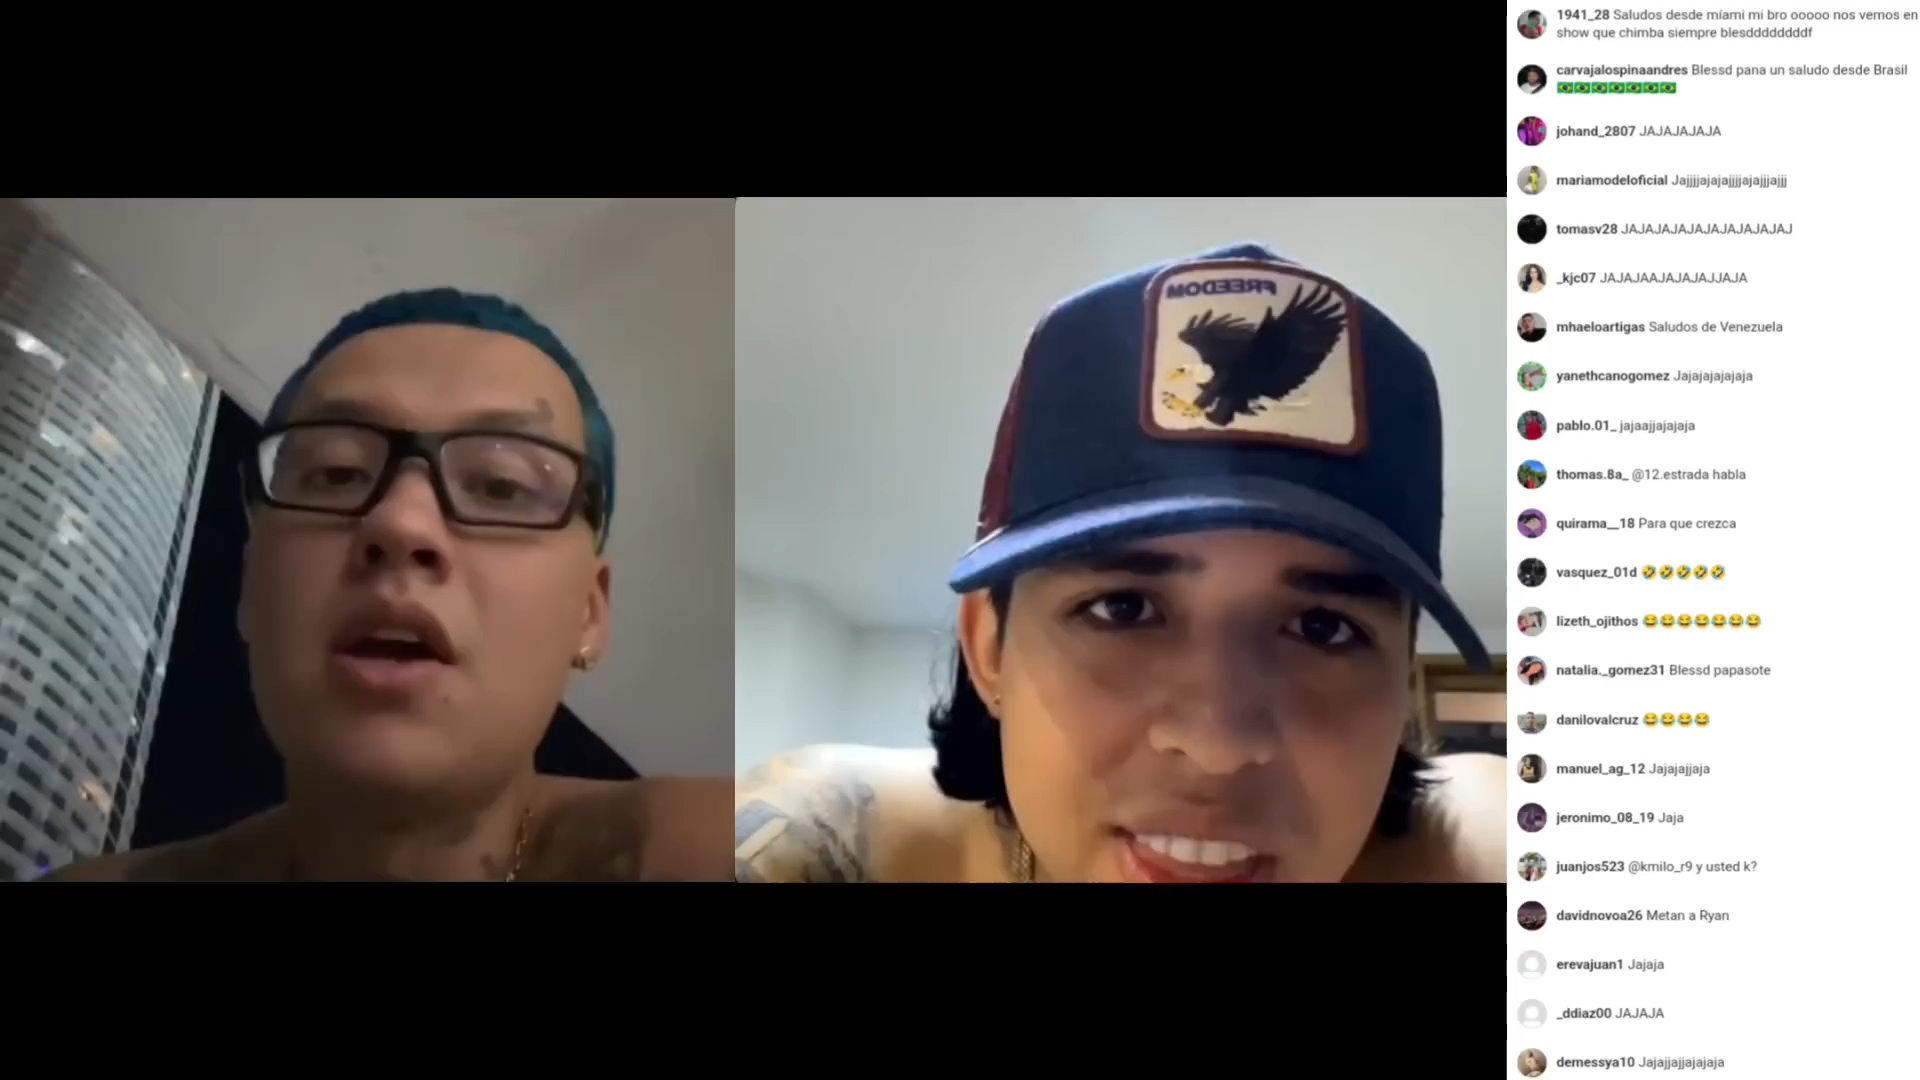 FREEDOM
1941_28 Saludos desde míami mi bro ooooo nos vemos en
show que chimba siempre blesddddddddf
carvajalospinaandres Blessd pana un saludo desde Brasil
🇧🇷🇧🇷🇧🇷🇧🇷🇧🇷🇧🇷🇧🇷
johand_2807 JAJAJAJAJA
mariamodeloficial Jajjjjajajajjjjajajjjajjj
tomasv28 JAJAJAJAJAJAJAJAJAJAJ
_kjc07 JAJAJAAJAJAJAJJAJA
mhaeloartigas Saludos de Venezuela
yanethcanogomez Jajajajajajaja
pablo.01_ jajaajjajajaja
thomas.8a_ @12.estrada habla
quirama__18 Para que crezca
vasquez_01d 🤣🤣🤣🤣🤣
lizeth_ojithos 😂😂😂😂😂😂😂
natalia._gomez31 Blessd papasote
danilovalcruz 😂😂😂😂
manuel_ag_12 Jajajajjaja
jeronimo_08_19 Jaja
juanjos523 @kmilo_r9 y usted k?
davidnovoa26 Metan a Ryan
erevajuan1 Jajaja
_ddiaz00 JAJAJA
demessya10 Jajajjajjajajaja